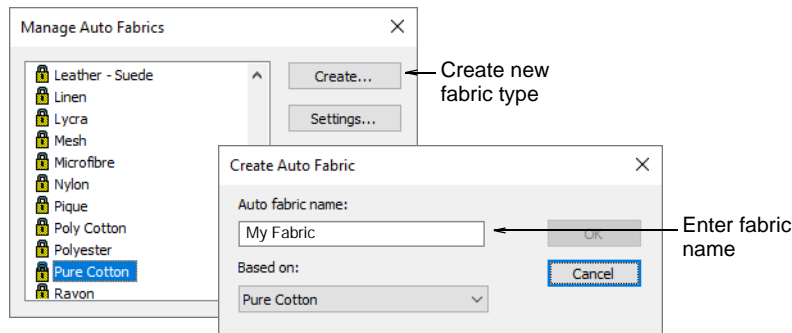 Manage Auto Fabrics
Leather - Suede
Linen
Lycra
Mesh
Microfibre
Nylon
Pique
Poly Cotton
Polyester
Pure Cotton
Rayon
Create...
Settings...
Create new
fabric type
Create Auto Fabric
Auto fabric name:
My Fabric
OK
Based on:
Cancel
Pure Cotton
Enter fabric
name